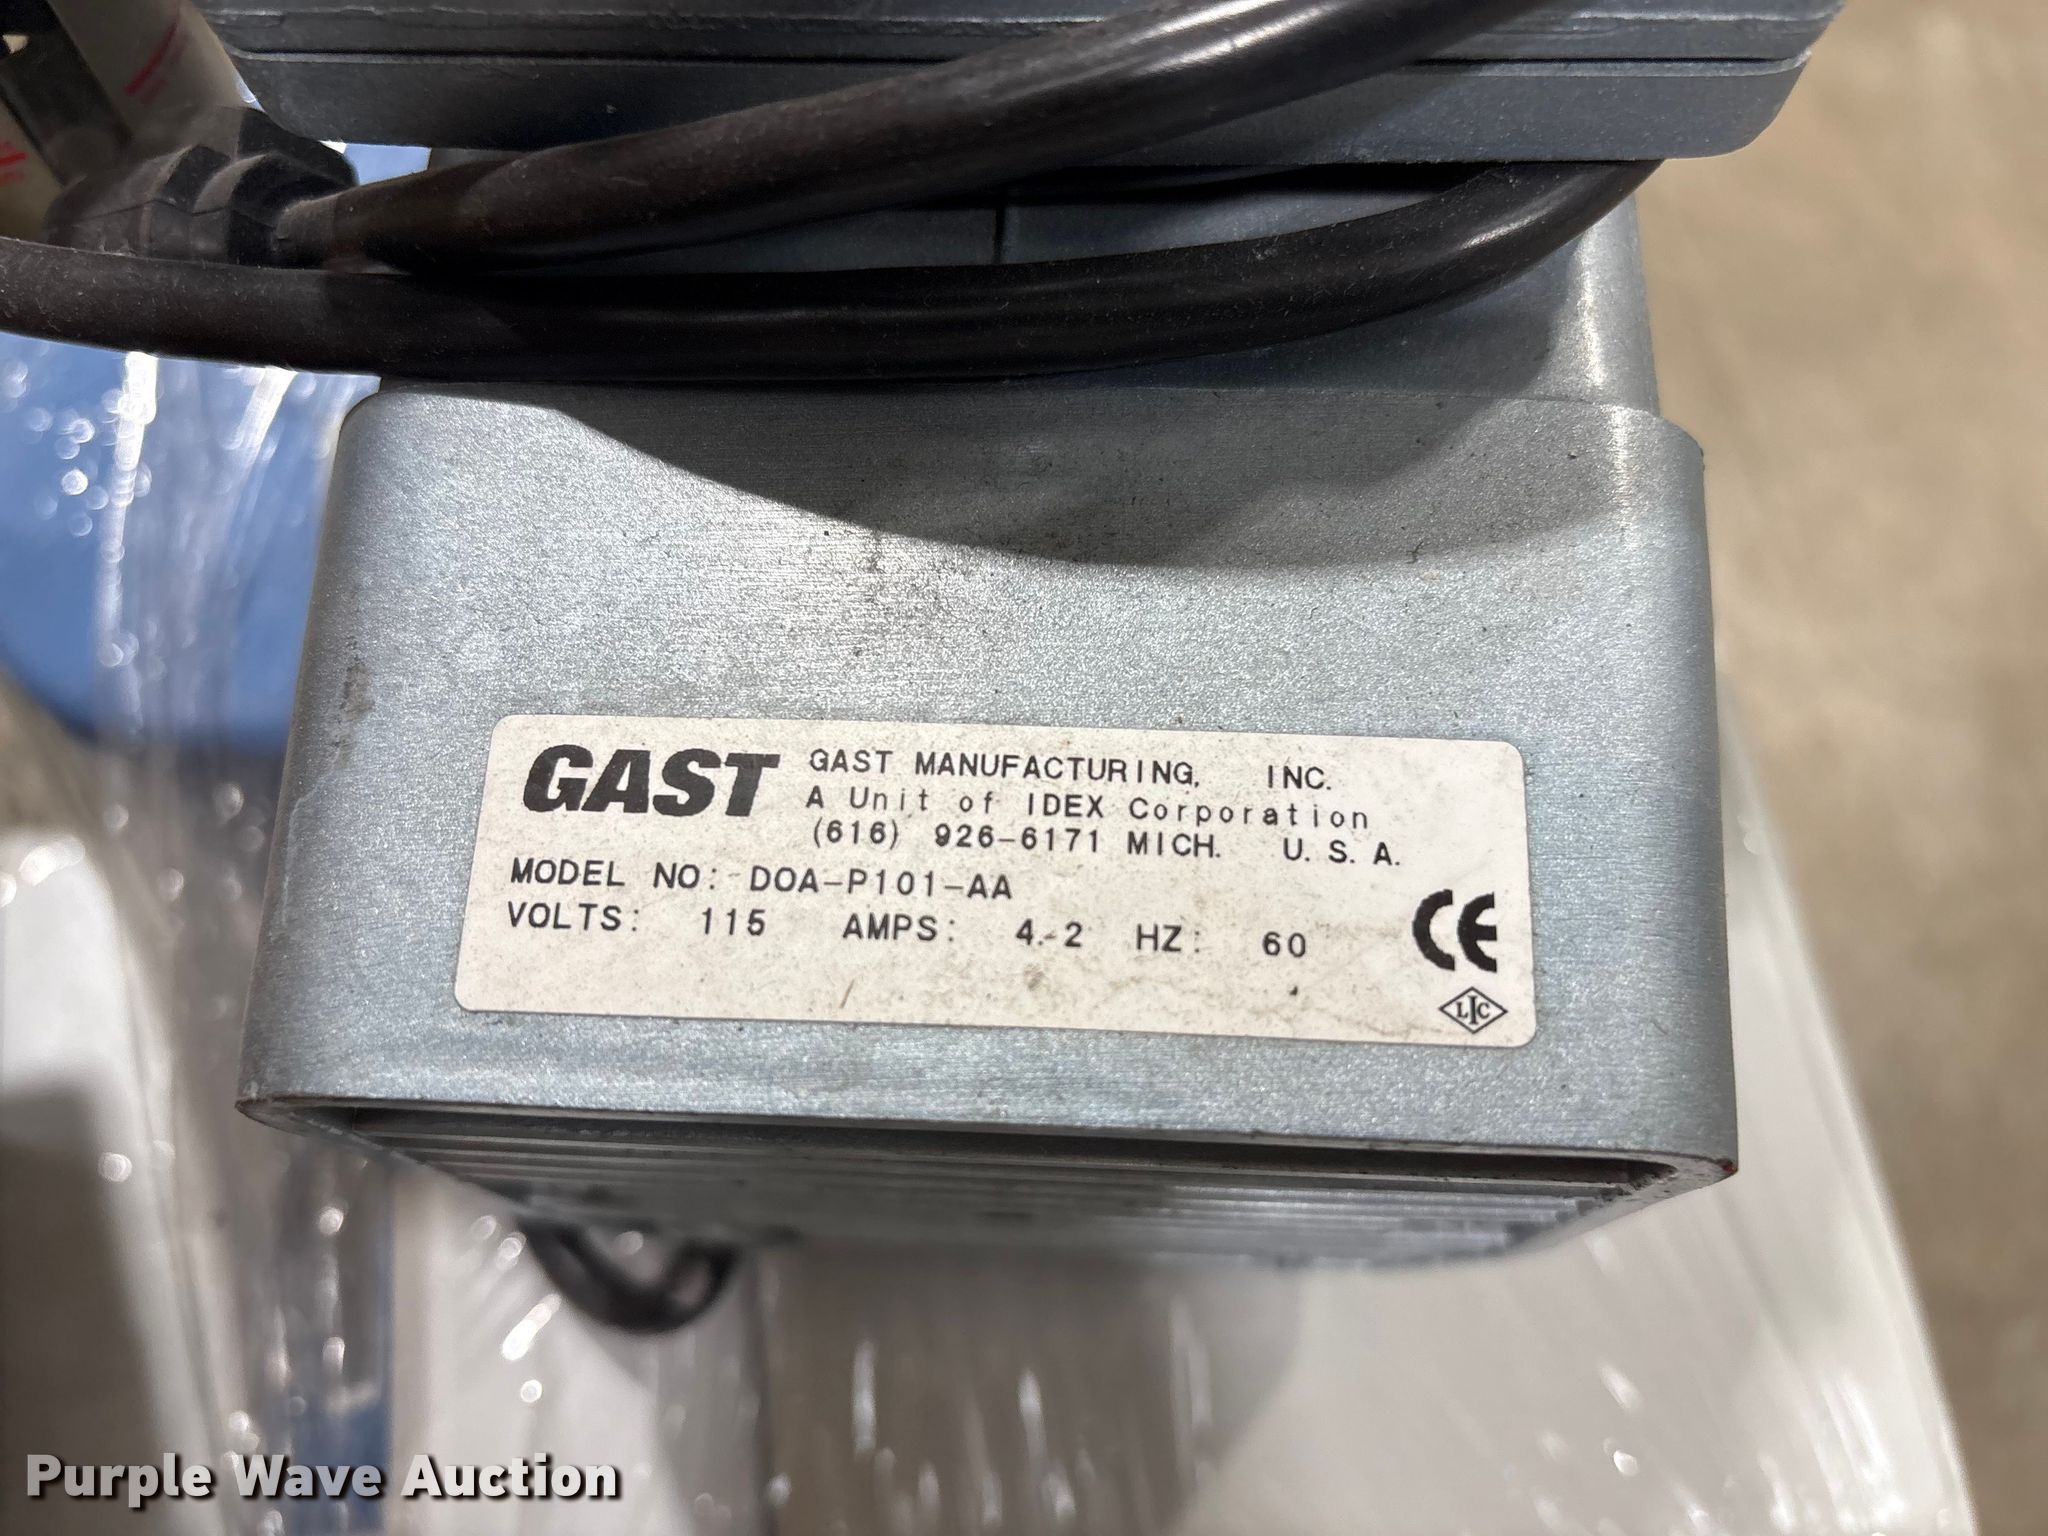 GAST
GAST MANUFACTURING, INC.
A Unit of IDEX Corporation
(616) 926-6171 MICH. U. S. A.
MODEL NO: DOA-P101-AA
VOLTS: 115 AMPS: 4.2 HZ: 60
CE
LIC
Purple Wave Auction